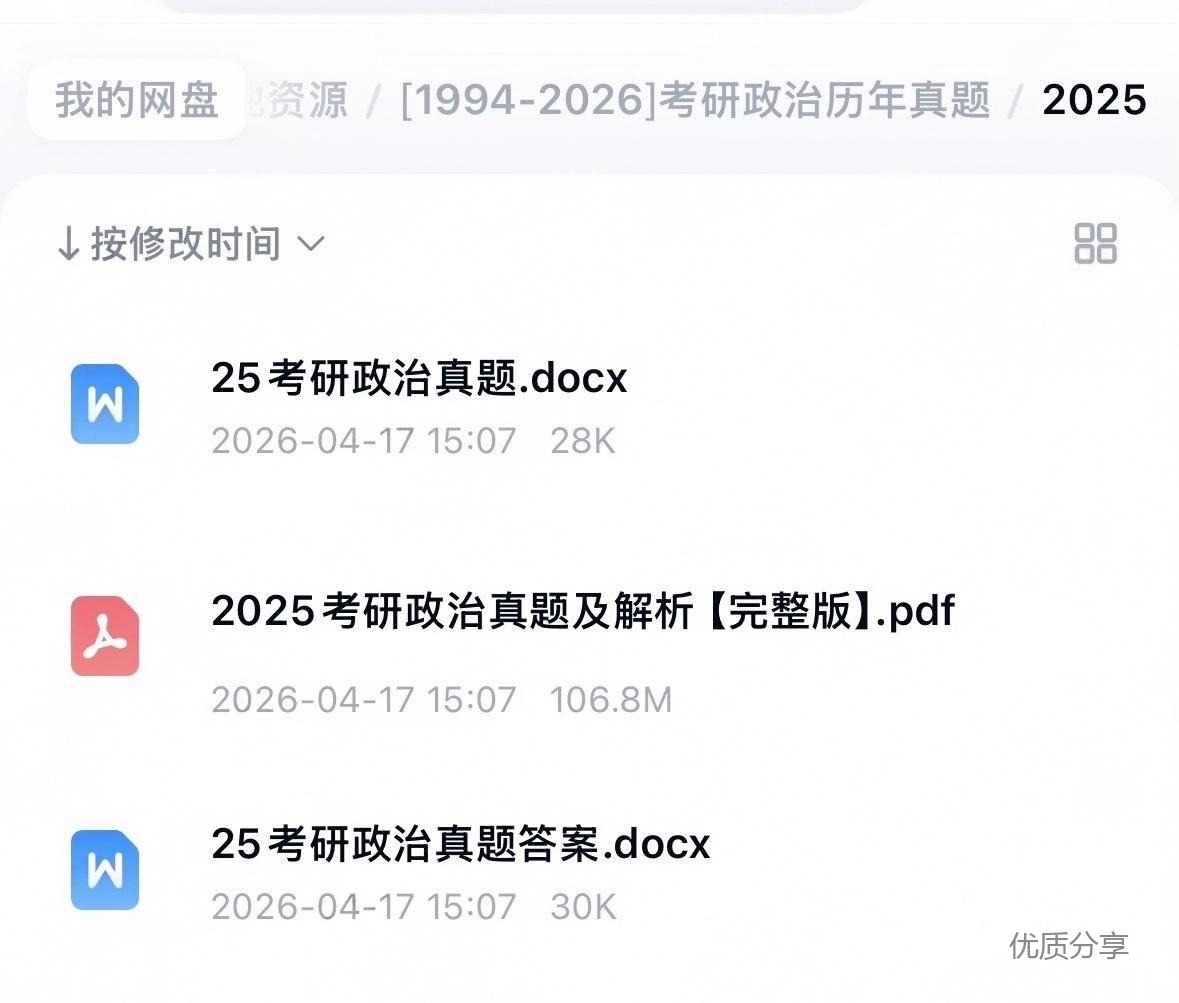 我的网盘 资源 / [1994-2026]考研政治历年真题 / 2025
↓按修改时间
25考研政治真题.docx
2026-04-17 15:07 28K
2025考研政治真题及解析【完整版】.pdf
2026-04-17 15:07 106.8M
25考研政治真题答案.docx
2026-04-17 15:07 30K
优质分享